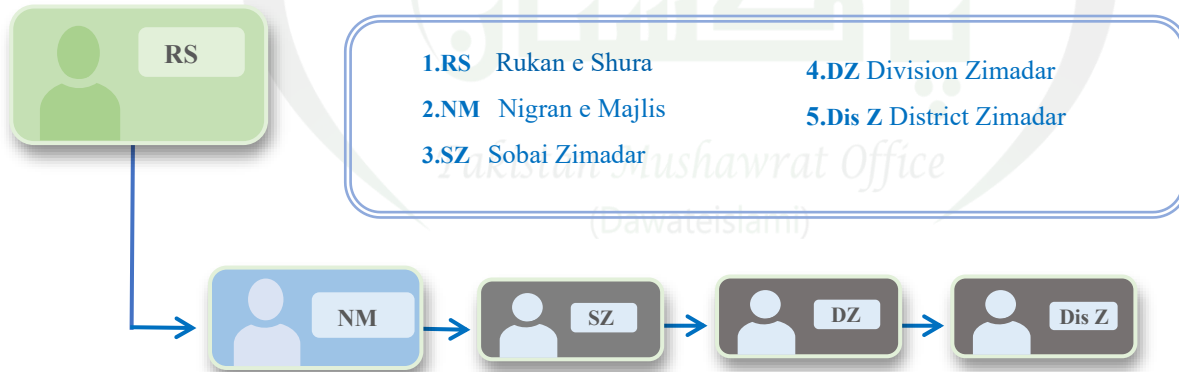 RS
1.RS Rukan e Shura
2.NM Nigran e Majlis
3.SZ Sobai Zimadar
4.DZ Division Zimadar
5.Dis Z District Zimadar
Pakistan Mushawrat Office
(Dawateislami)
NM
SZ
DZ
Dis Z